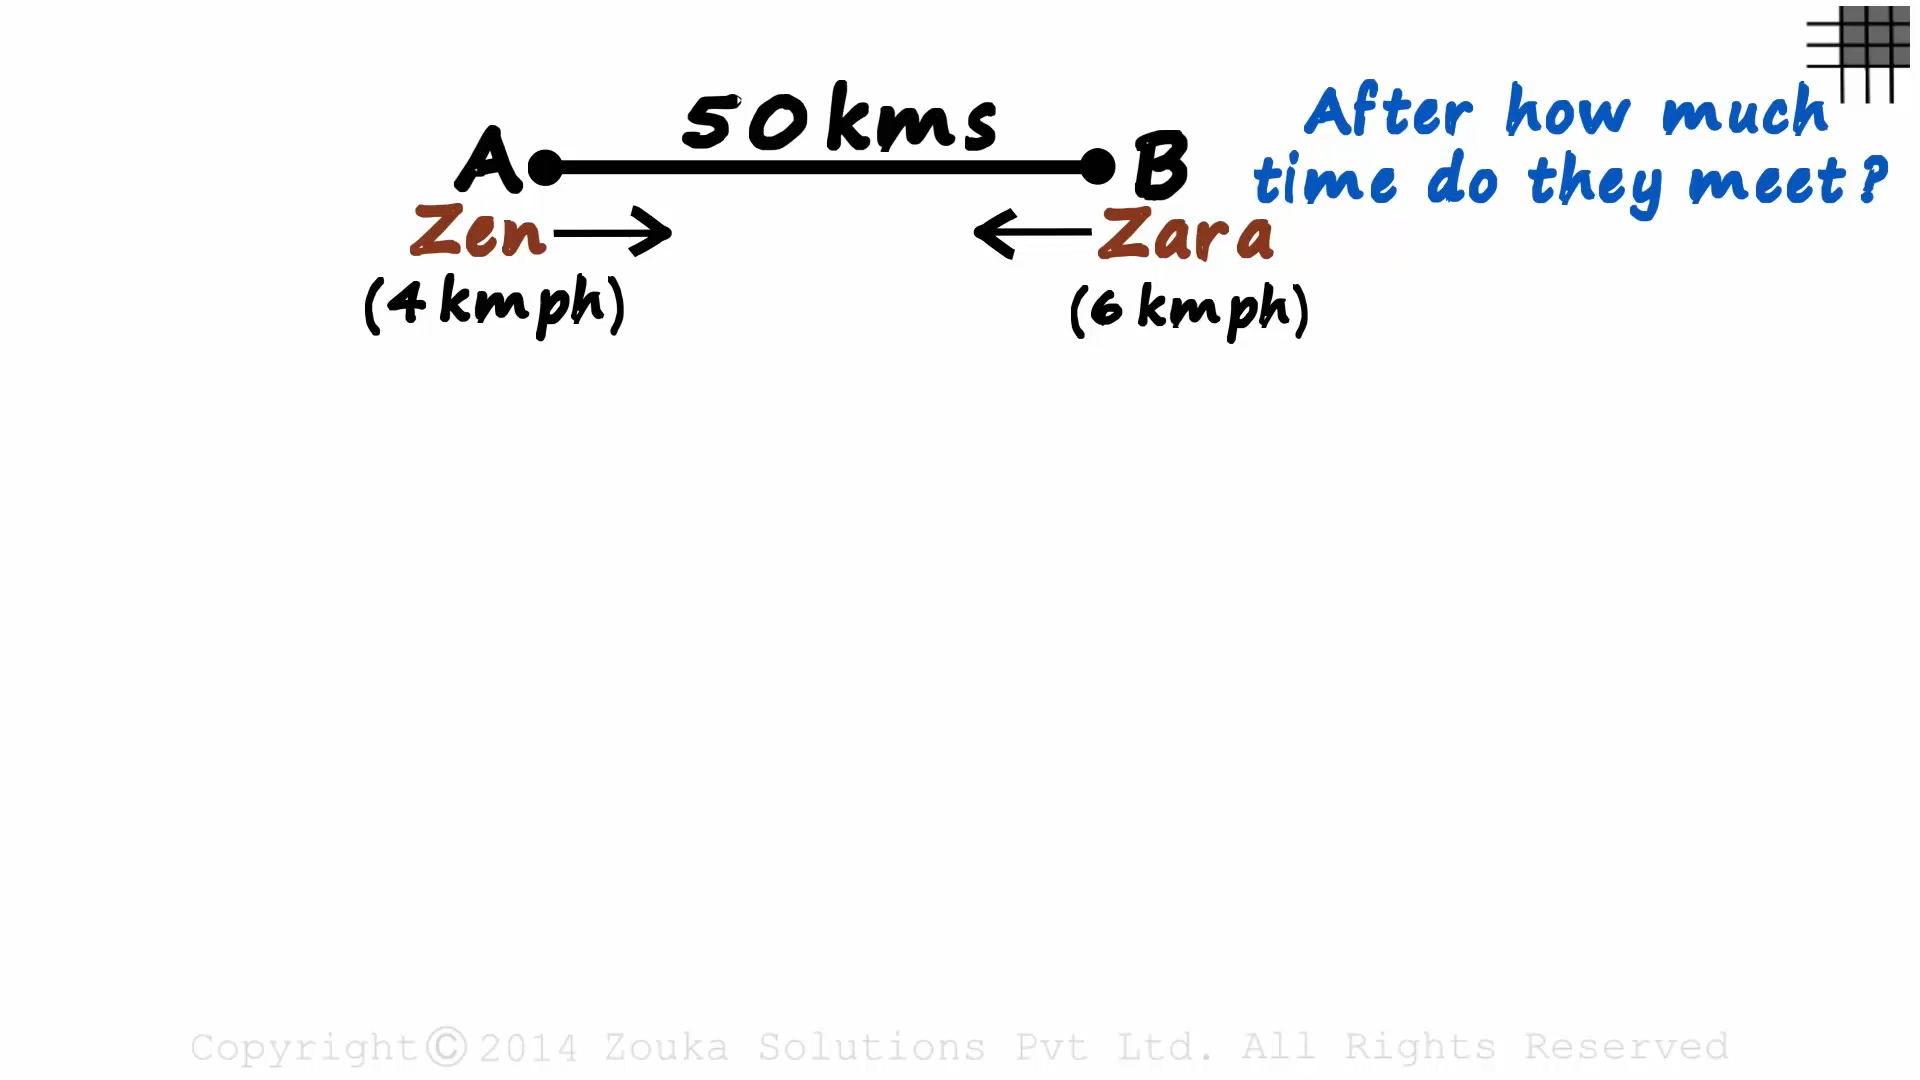 50 kms
A B
After how much
time do they meet?
Zen Zara
(4 kmph) (6 kmph)
Copyright©2014 Zouka Solutions Pvt Ltd. All Rights Reserved